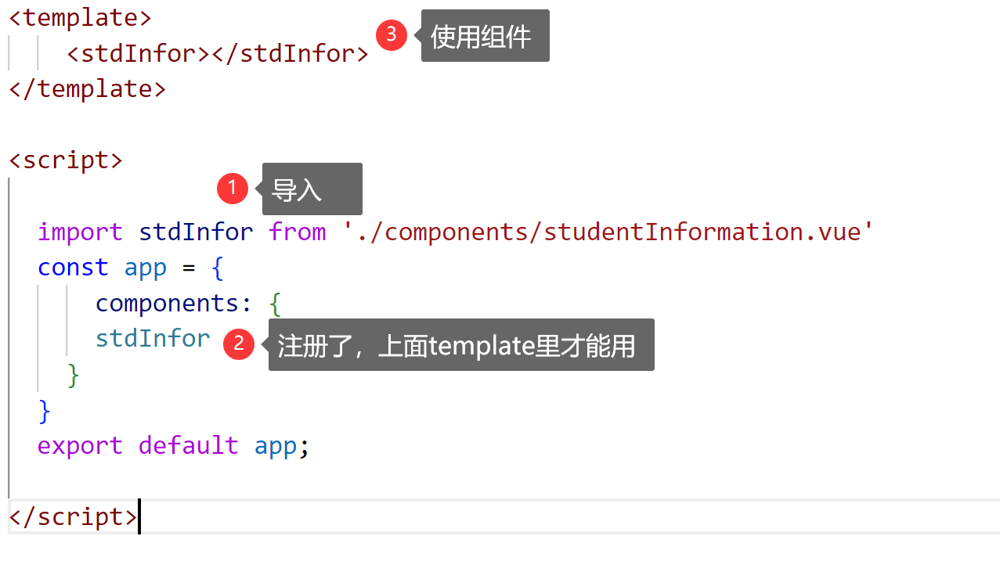 <template>
3 使用组件
<stdInfor></stdInfor>
</template>
<script>
1 导入
import stdInfor from './components/studentInformation.vue'
const app = {
components: {
stdInfor 2 注册了，上面template里才能用
}
}
export default app;
</script>